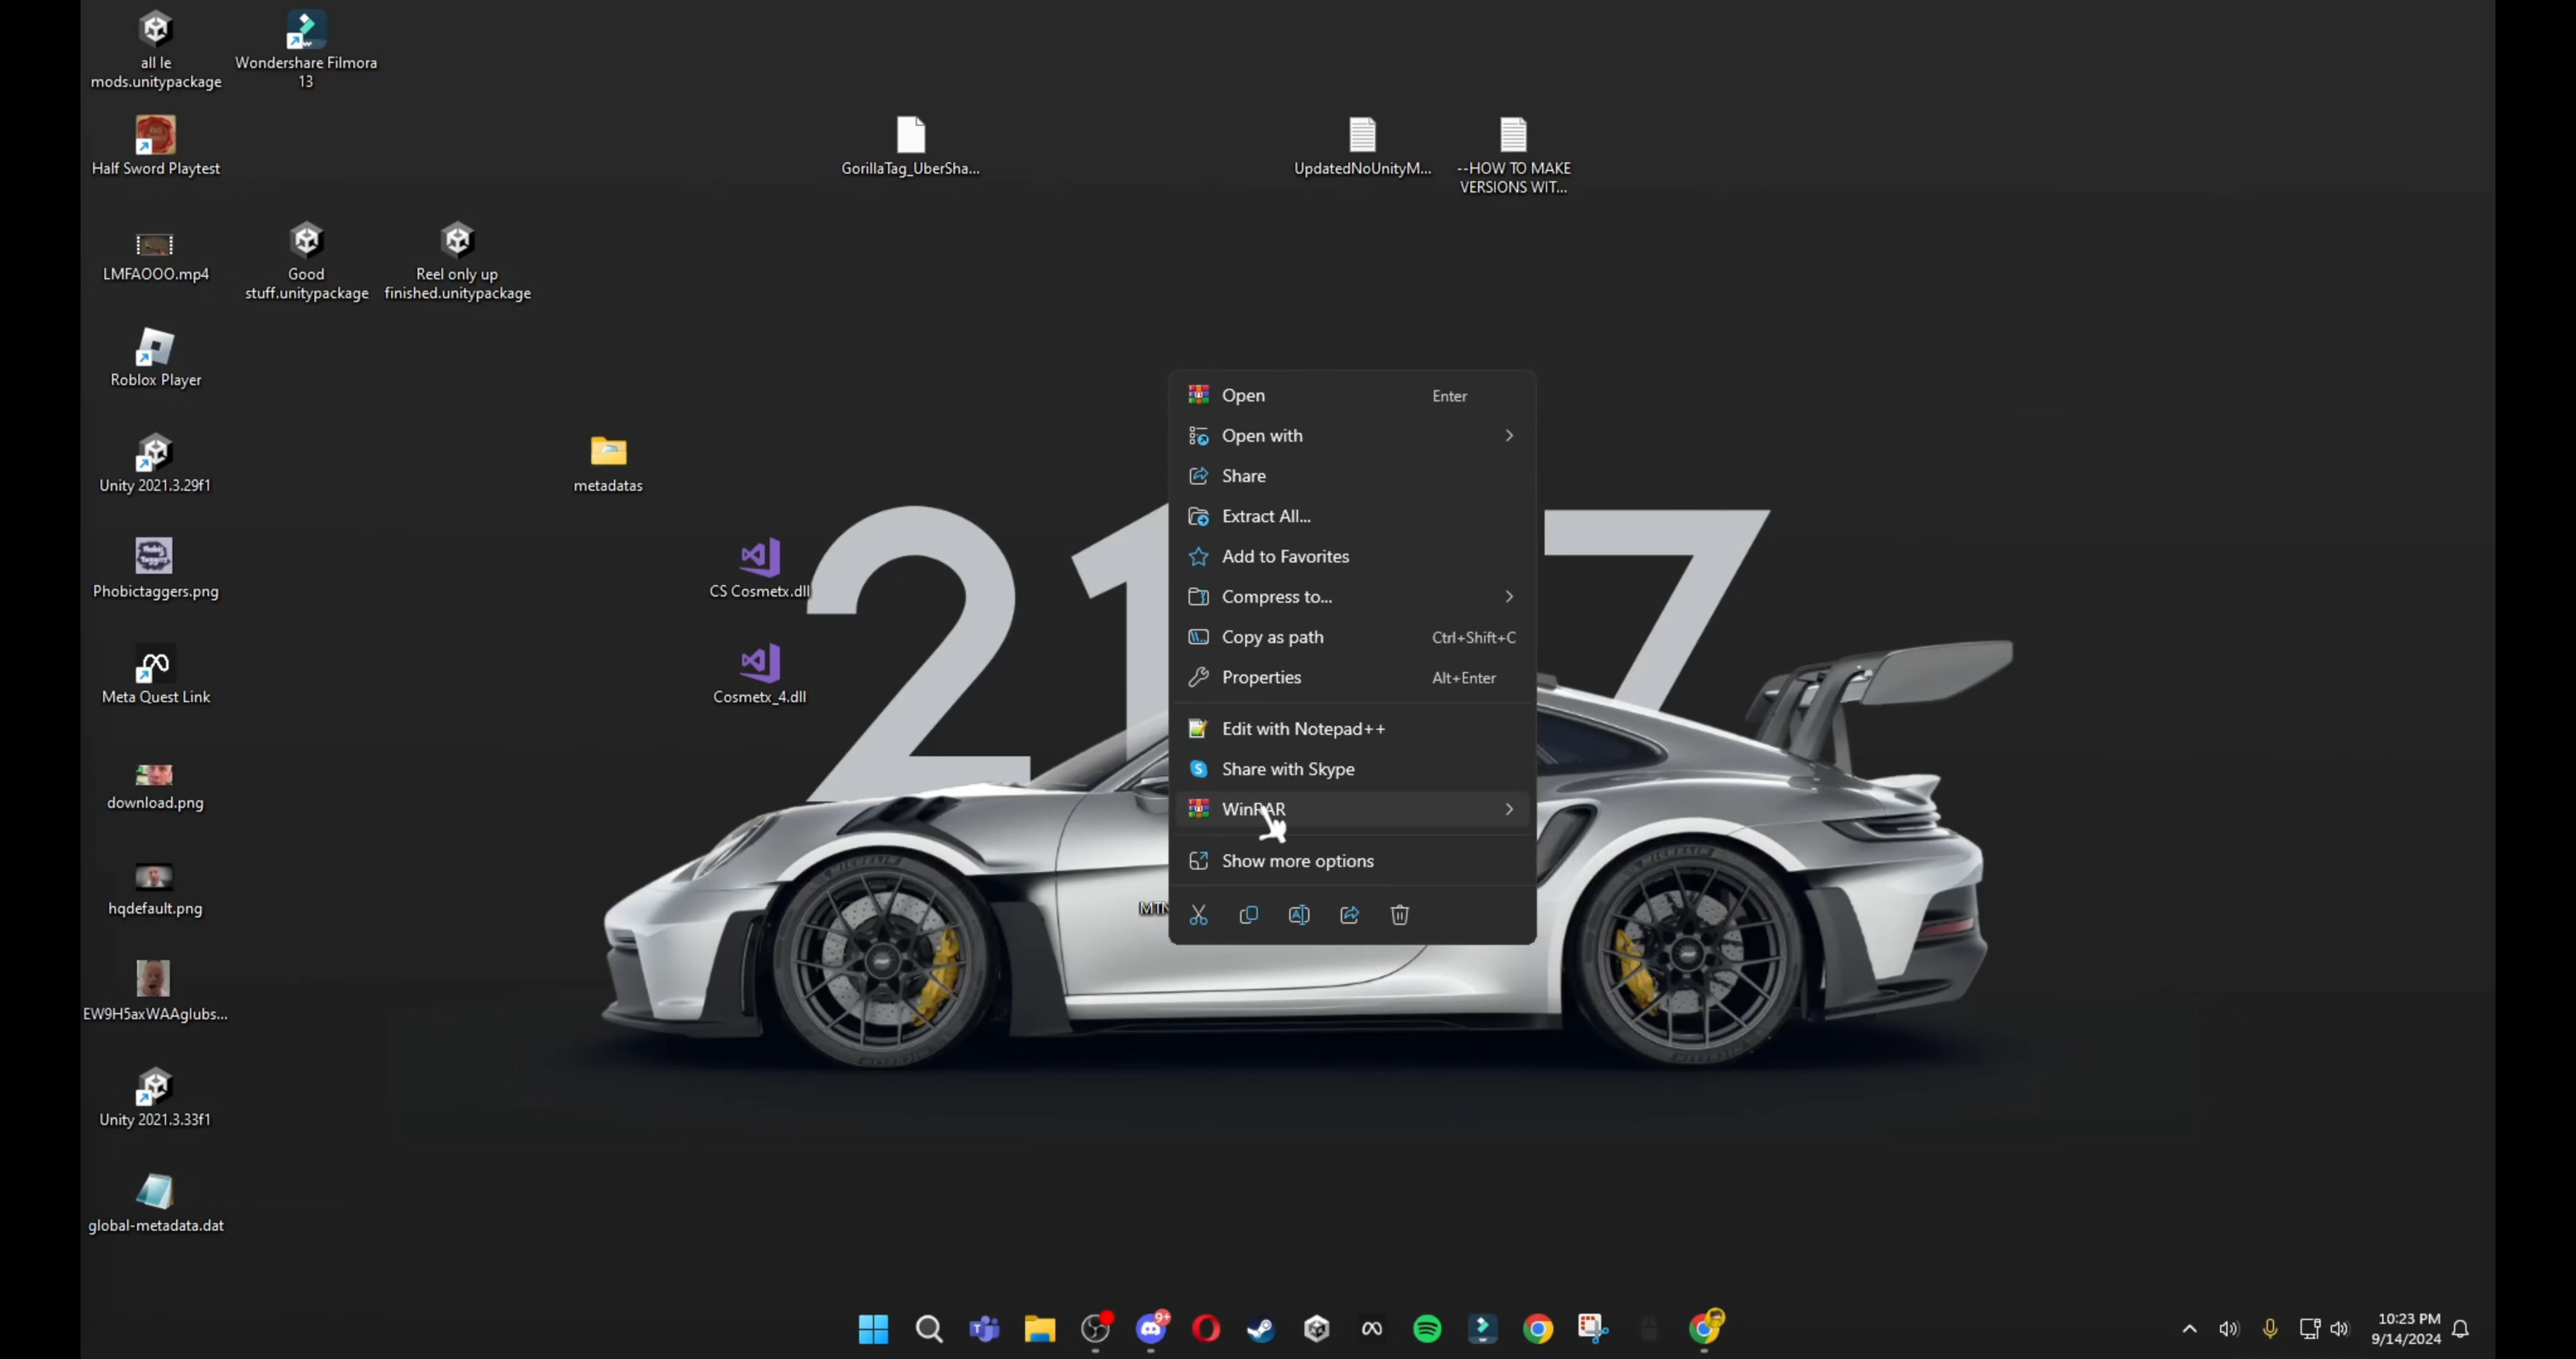 all le
mods.unitypackage
Wondershare Filmora
13
Half Sword Playtest
GorillaTag_UberSha...
UpdatedNoUnityM...
--HOW TO MAKE
VERSIONS WIT...
LMFAOOO.mp4
Good
stuff.unitypackage
Reel only up
finished.unitypackage
Roblox Player
Unity 2021.3.29f1
metadatas
Phobictaggers.png
CS Cosmetx.dll
Meta Quest Link
Cosmetx_4.dll
download.png
hqdefault.png
EW9H5axWAAglubs...
Unity 2021.3.33f1
global-metadata.dat
21 7
Open Enter
Open with
Share
Extract All...
Add to Favorites
Compress to...
Copy as path Ctrl+Shift+C
Properties Alt+Enter
Edit with Notepad++
Share with Skype
WinRAR
Show more options
9+
10:23 PM
9/14/2024